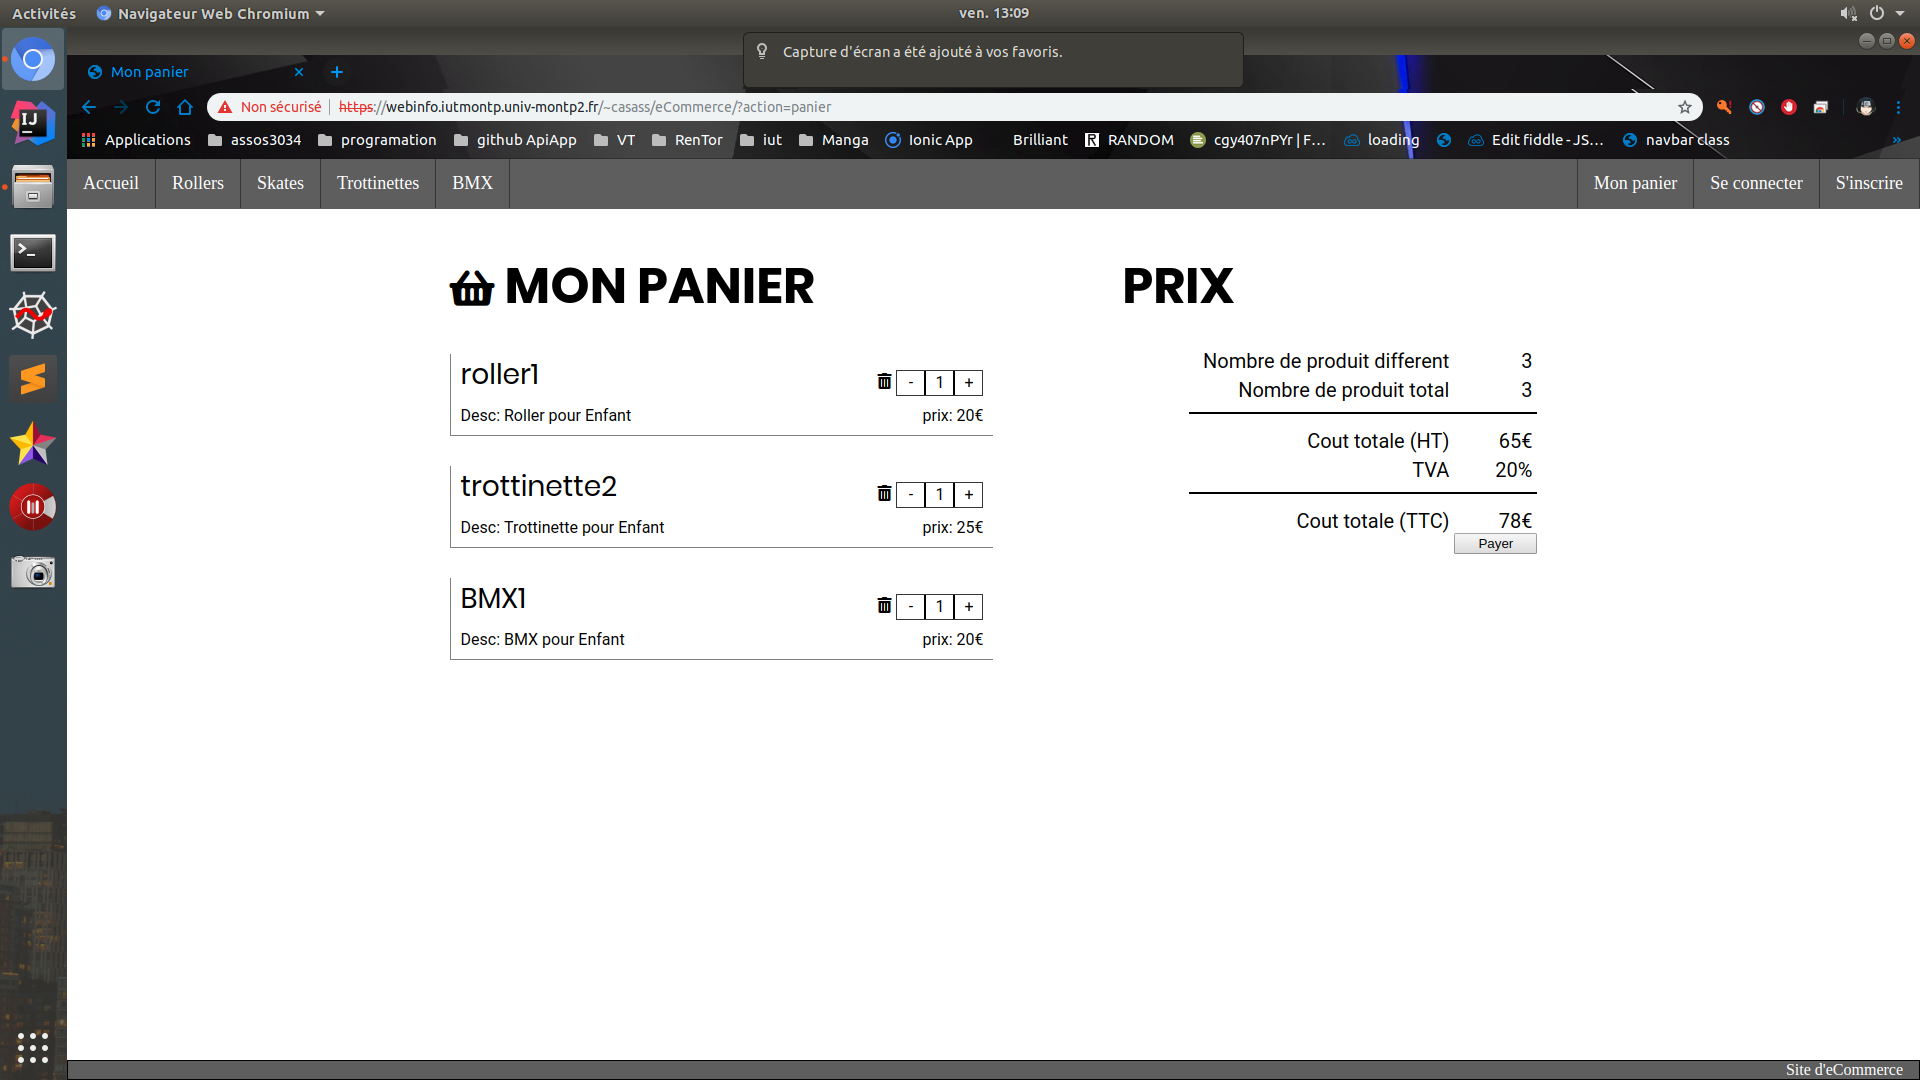 Activités Navigateur Web Chromium ven. 13:09
Capture d'écran a été ajouté à vos favoris.
Mon panier
Non sécurisé https://webinfo.iutmontp.univ-montp2.fr/~casass/eCommerce/?action=panier
Applications assos3034 programation github ApiApp VT RenTor iut Manga Ionic App Brilliant RANDOM cgy407nPYr | F... loading Edit fiddle - JS... navbar class »
Accueil Rollers Skates Trottinettes BMX Mon panier Se connecter S'inscrire
MON PANIER
roller1
- 1 +
Desc: Roller pour Enfant prix: 20€
trottinette2
- 1 +
Desc: Trottinette pour Enfant prix: 25€
BMX1
- 1 +
Desc: BMX pour Enfant prix: 20€
PRIX
Nombre de produit different 3
Nombre de produit total 3
Cout totale (HT) 65€
TVA 20%
Cout totale (TTC) 78€
Payer
Site d'eCommerce